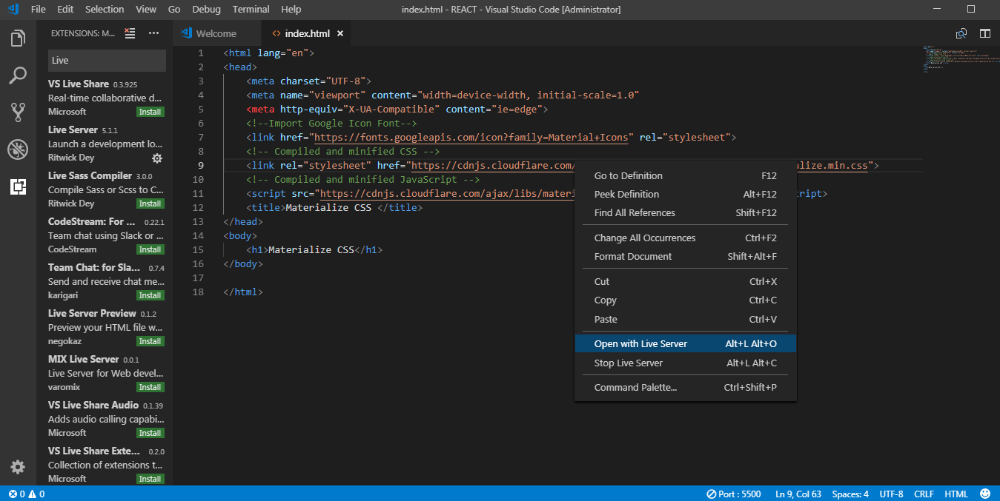 File Edit Selection View Go Debug Terminal Help index.html - REACT - Visual Studio Code [Administrator]
EXTENSIONS: M...
Live
VS Live Share 0.3.925
Real-time collaborative d...
Microsoft Install
Live Server 5.1.1
Launch a development lo...
Ritwick Dey
Live Sass Compiler 3.0.0
Compile Sass or Scss to C...
Ritwick Dey Install
CodeStream: For ... 0.22.1
Team chat using Slack or ...
CodeStream Install
Team Chat: for Sla... 0.7.4
Send and receive chat me...
karigari Install
Live Server Preview 0.1.2
Preview your HTML file w...
negokaz Install
MIX Live Server 0.0.1
Live Server for Web devel...
varomix Install
VS Live Share Audio 0.1.39
Adds audio calling capabi...
Microsoft Install
VS Live Share Exte... 0.2.0
Collection of extensions t...
Microsoft Install
Welcome index.html ×
1 <html lang="en">
2 <head>
3 <meta charset="UTF-8">
4 <meta name="viewport" content="width=device-width, initial-scale=1.0"
5 <meta http-equiv="X-UA-Compatible" content="ie=edge">
6 <!--Import Google Icon Font-->
7 <link href="https://fonts.googleapis.com/icon?family=Material+Icons" rel="stylesheet">
8 <!-- Compiled and minified CSS -->
9 <link rel="stylesheet" href="https://cdnjs.cloudflare.com/ alize.min.css">
10 <!-- Compiled and minified JavaScript -->
11 <script src="https://cdnjs.cloudflare.com/ajax/libs/materi cript>
12 <title>Materialize CSS </title>
13 </head>
14 <body>
15 <h1>Materialize CSS</h1>
16 </body>
17
18 </html>
Go to Definition F12
Peek Definition Alt+F12
Find All References Shift+F12
Change All Occurrences Ctrl+F2
Format Document Shift+Alt+F
Cut Ctrl+X
Copy Ctrl+C
Paste Ctrl+V
Open with Live Server Alt+L Alt+O
Stop Live Server Alt+L Alt+C
Command Palette... Ctrl+Shift+P
0 0 Port : 5500 Ln 9, Col 63 Spaces: 4 UTF-8 CRLF HTML